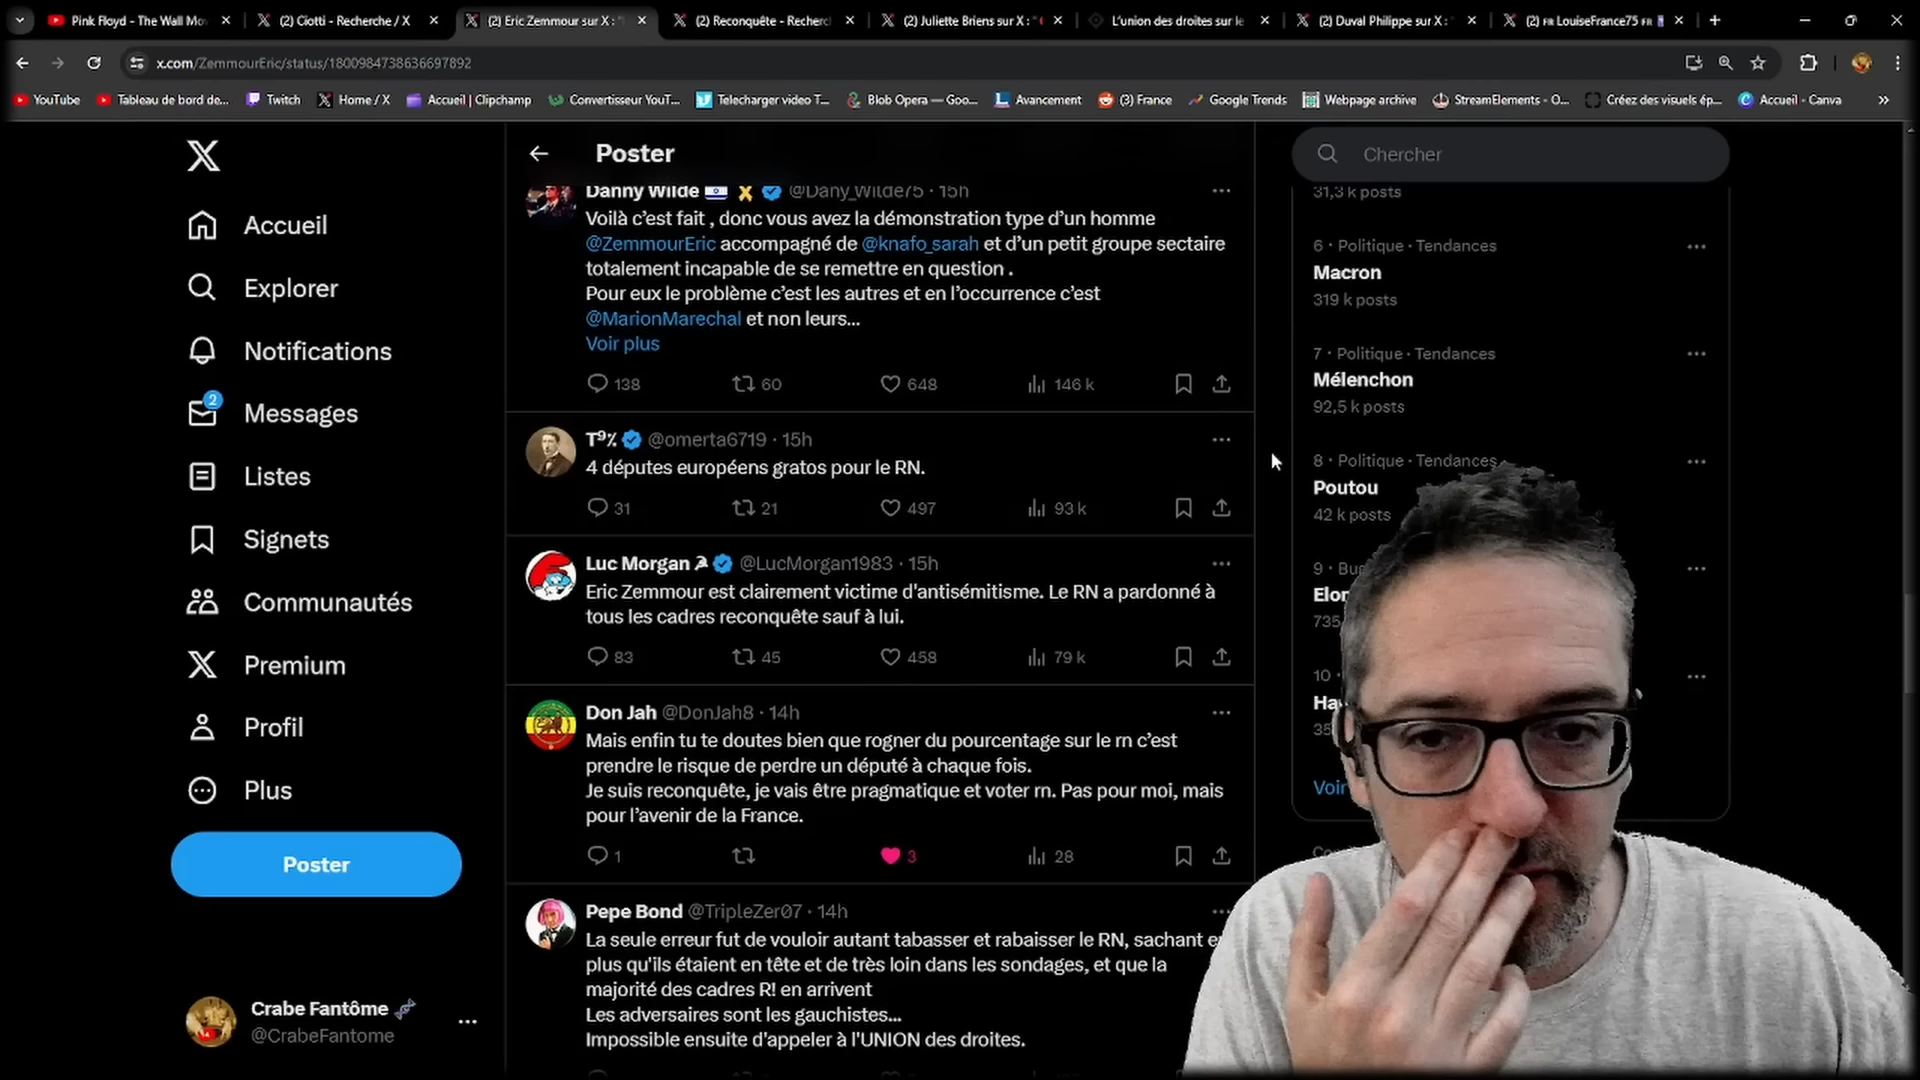 Pink Floyd - The Wall Mov
(2) Ciotti - Recherche / X
(2) Eric Zemmour sur X : "
(2) Reconquête - Recherc
(2) Juliette Briens sur X : "
L'union des droites sur le
(2) Duval Philippe sur X :
(2) FR LouiseFrance75 FR
x.com/ZemmourEric/status/1800984738636697892
YouTube
Tableau de bord de...
Twitch
Home / X
Accueil | Clipchamp
Convertisseur YouT...
Telecharger video T...
Blob Opera — Goo...
Avancement
(3) France
Google Trends
Webpage archive
StreamElements - O...
Créez des visuels ép...
Accueil - Canva
Accueil
Explorer
Notifications
2
Messages
Listes
Signets
Communautés
Premium
Profil
Plus
Poster
Crabe Fantôme
@CrabeFantome
Poster
Danny Wilde @Dany_Wilde75 · 15h
Voilà c'est fait , donc vous avez la démonstration type d'un homme
@ZemmourEric accompagné de @knafo_sarah et d'un petit groupe sectaire
totalement incapable de se remettre en question .
Pour eux le problème c'est les autres et en l'occurrence c'est
@MarionMarechal et non leurs...
Voir plus
138 60 648 146 k
T⁹٪ @omerta6719 · 15h
4 députes européens gratos pour le RN.
31 21 497 93 k
Luc Morgan @LucMorgan1983 · 15h
Eric Zemmour est clairement victime d'antisémitisme. Le RN a pardonné à
tous les cadres reconquête sauf à lui.
83 45 458 79 k
Don Jah @DonJah8 · 14h
Mais enfin tu te doutes bien que rogner du pourcentage sur le rn c'est
prendre le risque de perdre un député à chaque fois.
Je suis reconquête, je vais être pragmatique et voter rn. Pas pour moi, mais
pour l'avenir de la France.
1 3 28
Pepe Bond @TripleZer07 · 14h
La seule erreur fut de vouloir autant tabasser et rabaisser le RN, sachant e
plus qu'ils étaient en tête et de très loin dans les sondages, et que la
majorité des cadres R! en arrivent
Les adversaires sont les gauchistes...
Impossible ensuite d'appeler à l'UNION des droites.
Chercher
31,3 k posts
6 · Politique · Tendances
Macron
319 k posts
7 · Politique · Tendances
Mélenchon
92,5 k posts
8 · Politique · Tendances
Poutou
42 k posts
9 · Bu
Elo
735
10 ·
Ha
35
Voir